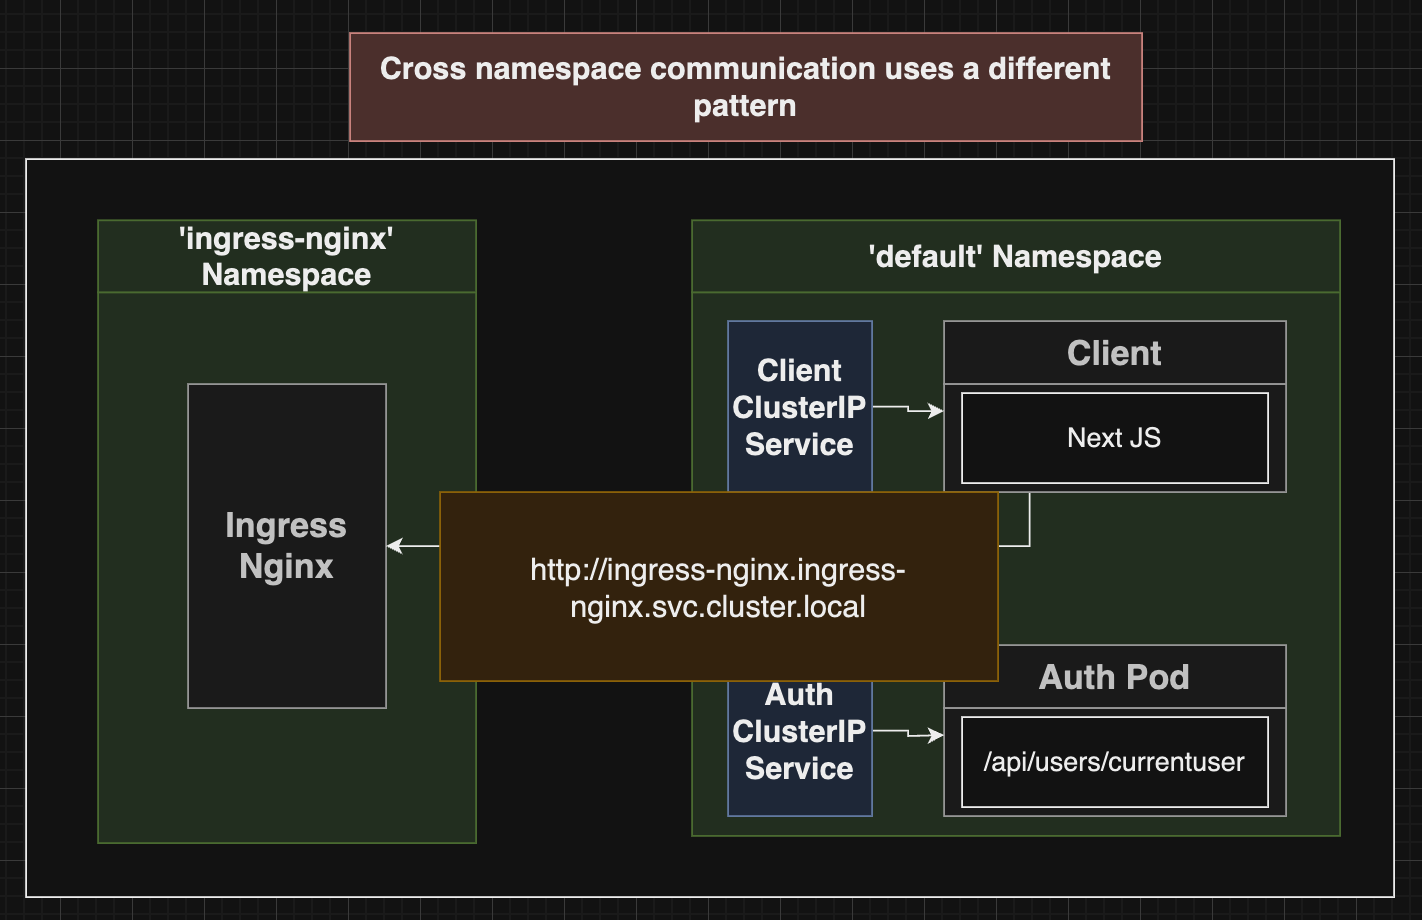 Cross namespace communication uses a different
pattern
'ingress-nginx'
Namespace
'default' Namespace
Client
ClusterIP
Service
Client
Next JS
Ingress
Nginx
http://ingress-nginx.ingress-
nginx.svc.cluster.local
Auth
ClusterIP
Service
Auth Pod
/api/users/currentuser